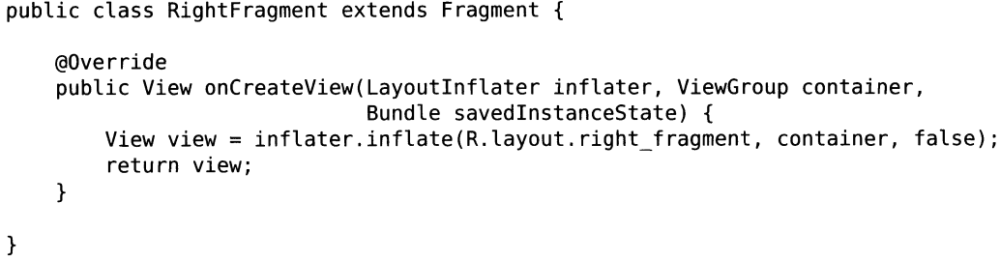 public class RightFragment extends Fragment {
@Override
public View onCreateView(LayoutInflater inflater, ViewGroup container,
Bundle savedInstanceState) {
View view = inflater.inflate(R.layout.right_fragment, container, false);
return view;
}
}